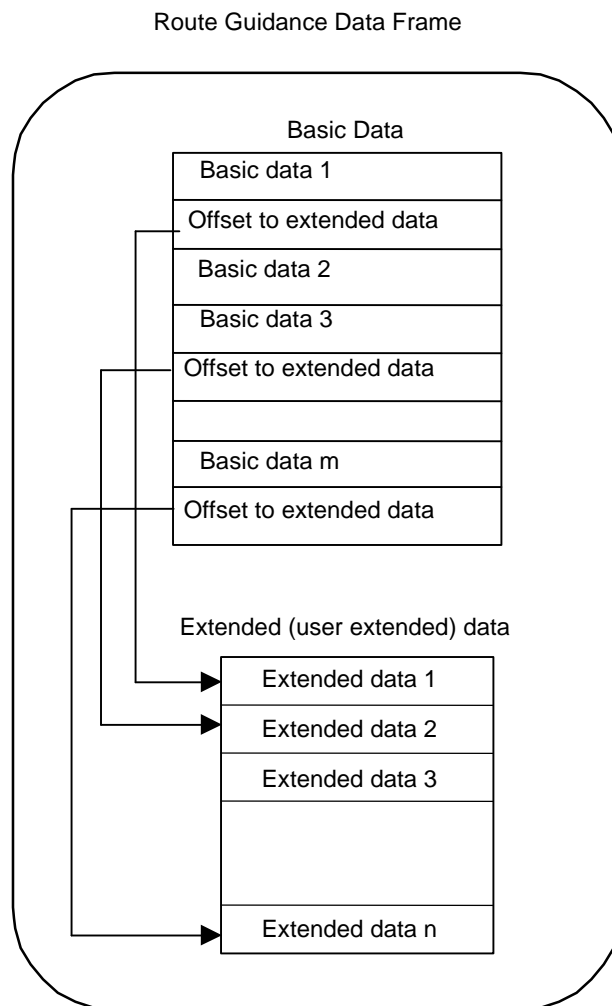 Route Guidance Data Frame
Basic Data
Basic data 1
Offset to extended data
Basic data 2
Basic data 3
Offset to extended data
Basic data m
Offset to extended data
Extended (user extended) data
Extended data 1
Extended data 2
Extended data 3
Extended data n